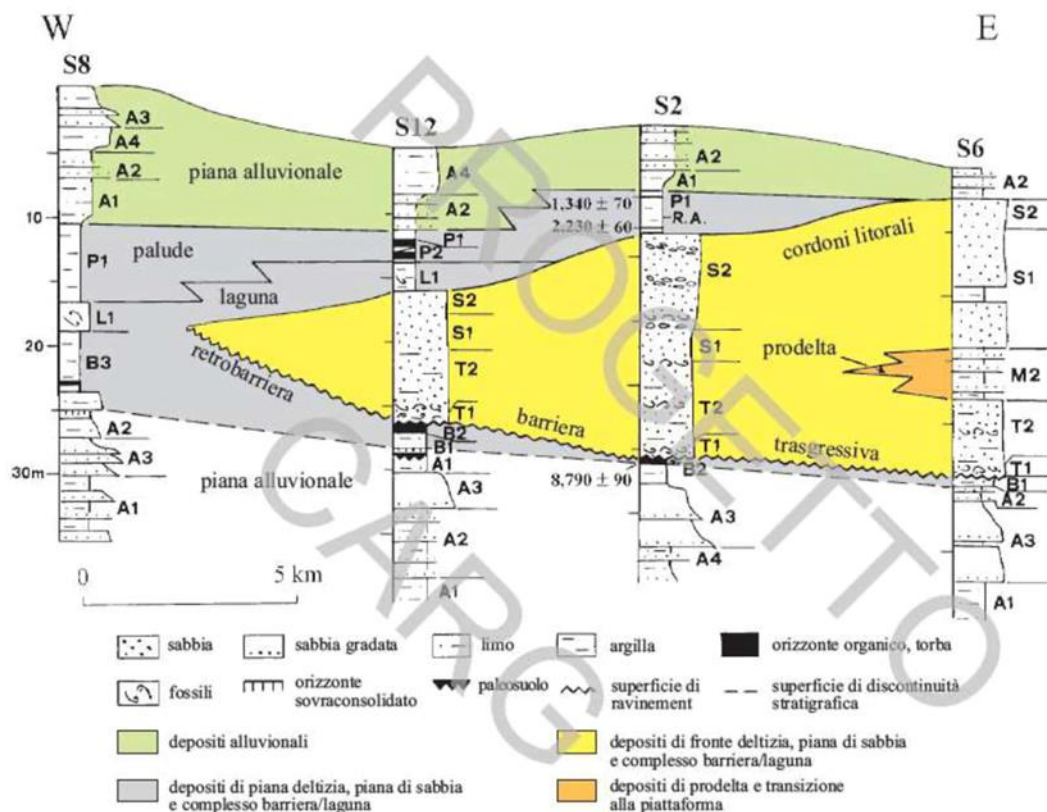 W
E
S8
S12
S2
S6
A3
A4
A2
A1
piana alluvionale
A4
A2
A2
A1
A2
10
P1
palude
P1
P2
L1
1,340 ± 70
2,230 ± 60
P1
R.A.
cordoni litorali
S2
S1
laguna
L1
S2
S1
T2
T1
S2
S1
T2
T1
prodelta
M2
T2
T1
20
B3
retrobarriera
barriera
trasgressiva
A2
A3
A1
B2
B1
A1
A3
A2
A1
30m
piana alluvionale
8,790 ± 90
B2
A3
A4
B1
A2
A3
A1
0
5 km
sabbia
sabbia gradata
limo
argilla
orizzonte organico, torba
fossili
orizzonte
sovraconsolidato
paleosuolo
superficie di
ravinement
superficie di discontinuità
stratigrafica
depositi alluvionali
depositi di fronte deltizia, piana di sabbia
e complesso barriera/laguna
depositi di piana deltizia, piana di sabbia
e complesso barriera/laguna
depositi di prodelta e transizione
alla piattaforma
PROGETTO
CARG